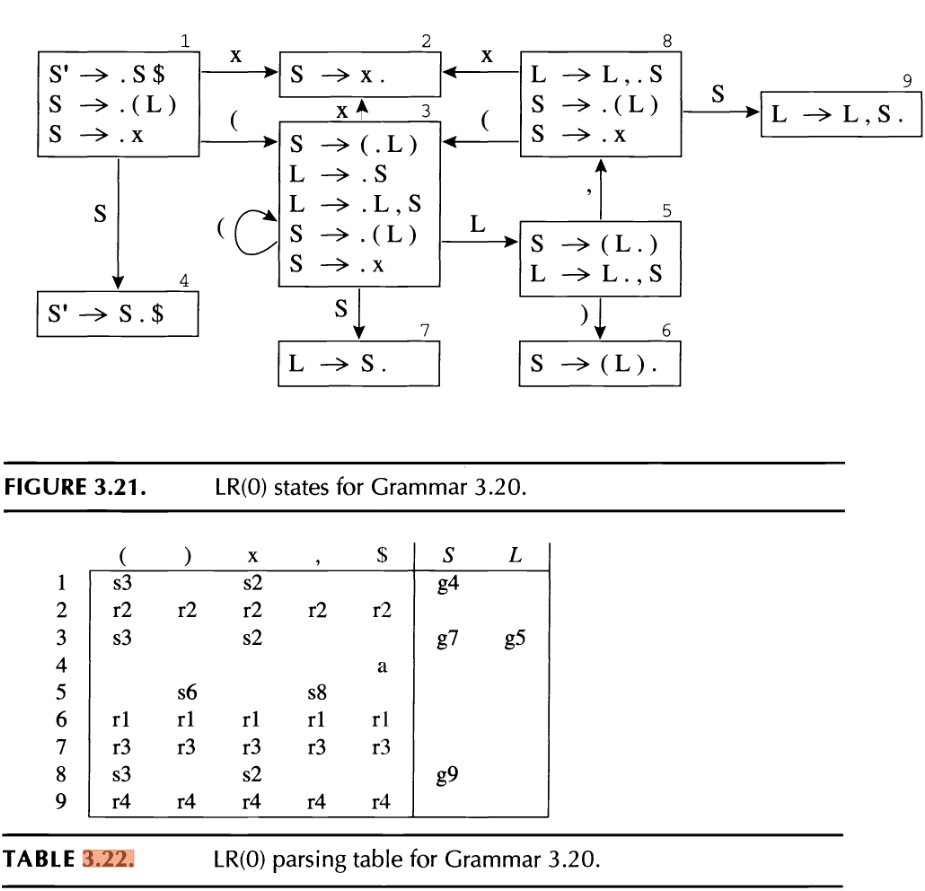 1
S' → . S $
S → . ( L )
S → . x
x
(
S
2
S → x .
x
3
S → ( . L )
L → . S
L → . L , S
S → . ( L )
S → . x
(
x
(
8
L → L , . S
S → . ( L )
S → . x
S
9
L → L , S .
,
L
5
S → ( L . )
L → L . , S
4
S' → S . $
S
7
L → S .
)
6
S → ( L ) .
FIGURE 3.21. LR(0) states for Grammar 3.20.
( ) x , $ S L
1 s3 s2 g4
2 r2 r2 r2 r2 r2
3 s3 s2 g7 g5
4 a
5 s6 s8
6 r1 r1 r1 r1 r1
7 r3 r3 r3 r3 r3
8 s3 s2 g9
9 r4 r4 r4 r4 r4
TABLE 3.22. LR(0) parsing table for Grammar 3.20.